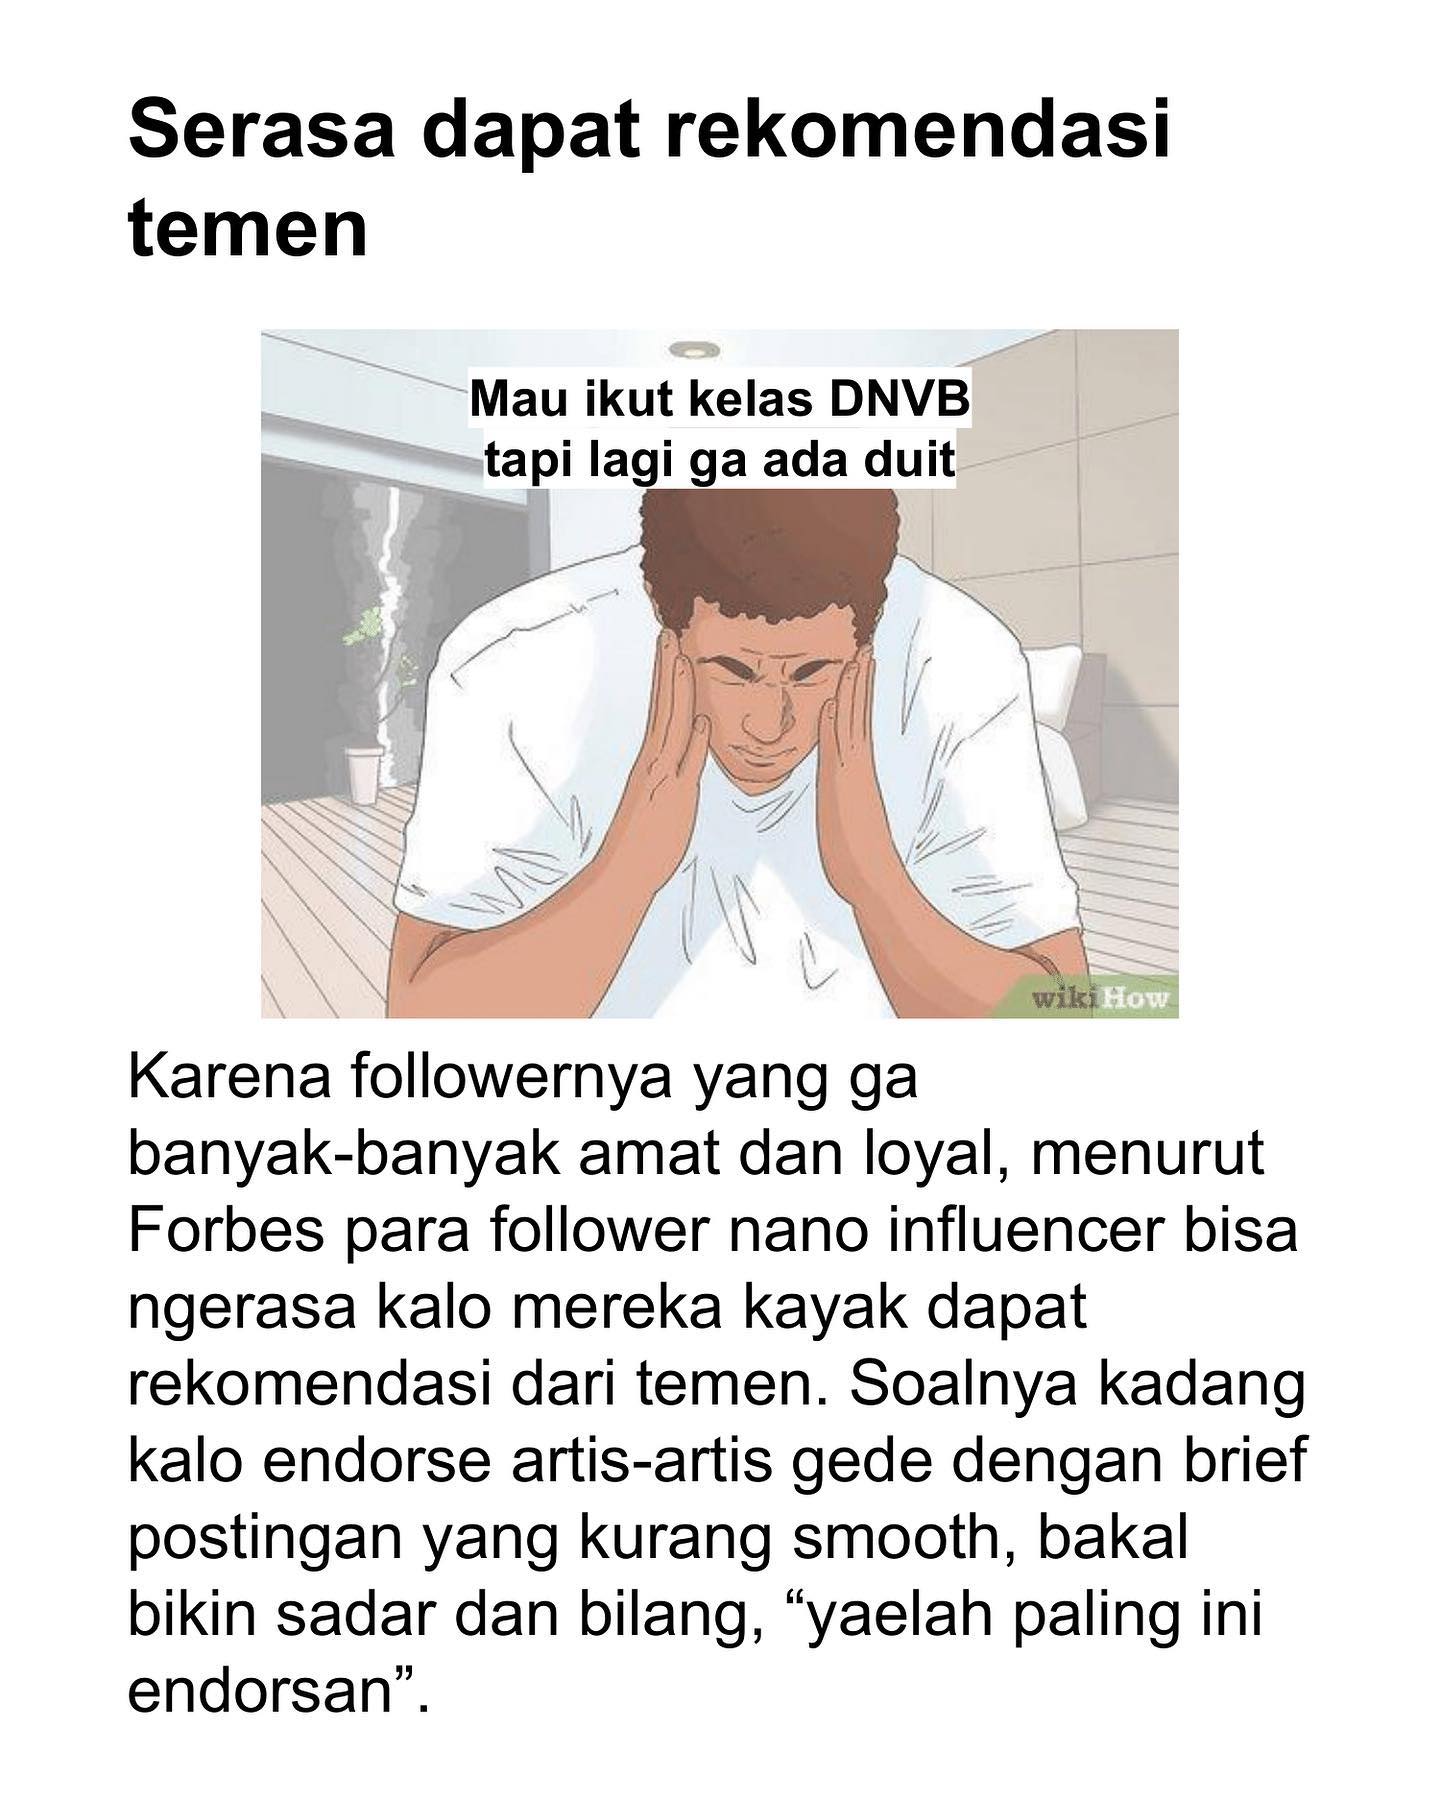 Serasa dapat rekomendasi
temen
Mau ikut kelas DNVB
tapi lagi ga ada duit
wikiHow
Karena followernya yang ga
banyak-banyak amat dan loyal, menurut
Forbes para follower nano influencer bisa
ngerasa kalo mereka kayak dapat
rekomendasi dari temen. Soalnya kadang
kalo endorse artis-artis gede dengan brief
postingan yang kurang smooth, bakal
bikin sadar dan bilang, “yaelah paling ini
endorsan”.